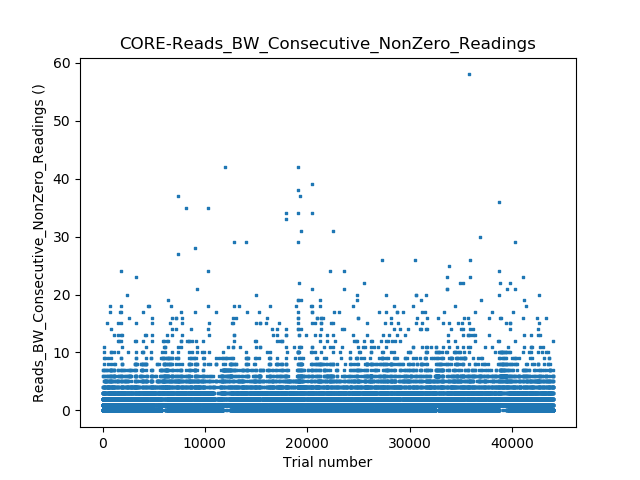 CORE-Reads_BW_Consecutive_NonZero_Readings
Reads_BW_Consecutive_NonZero_Readings ()
60
50
40
30
20
10
0
0 10000 20000 30000 40000
Trial number